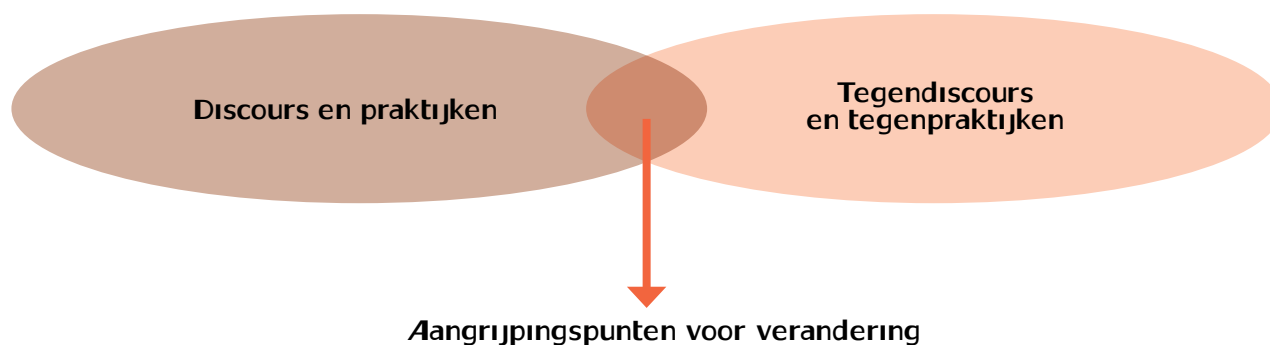 Discours en praktijken
Tegendiscours
en tegenpraktijken
Aangrijpingspunten voor verandering